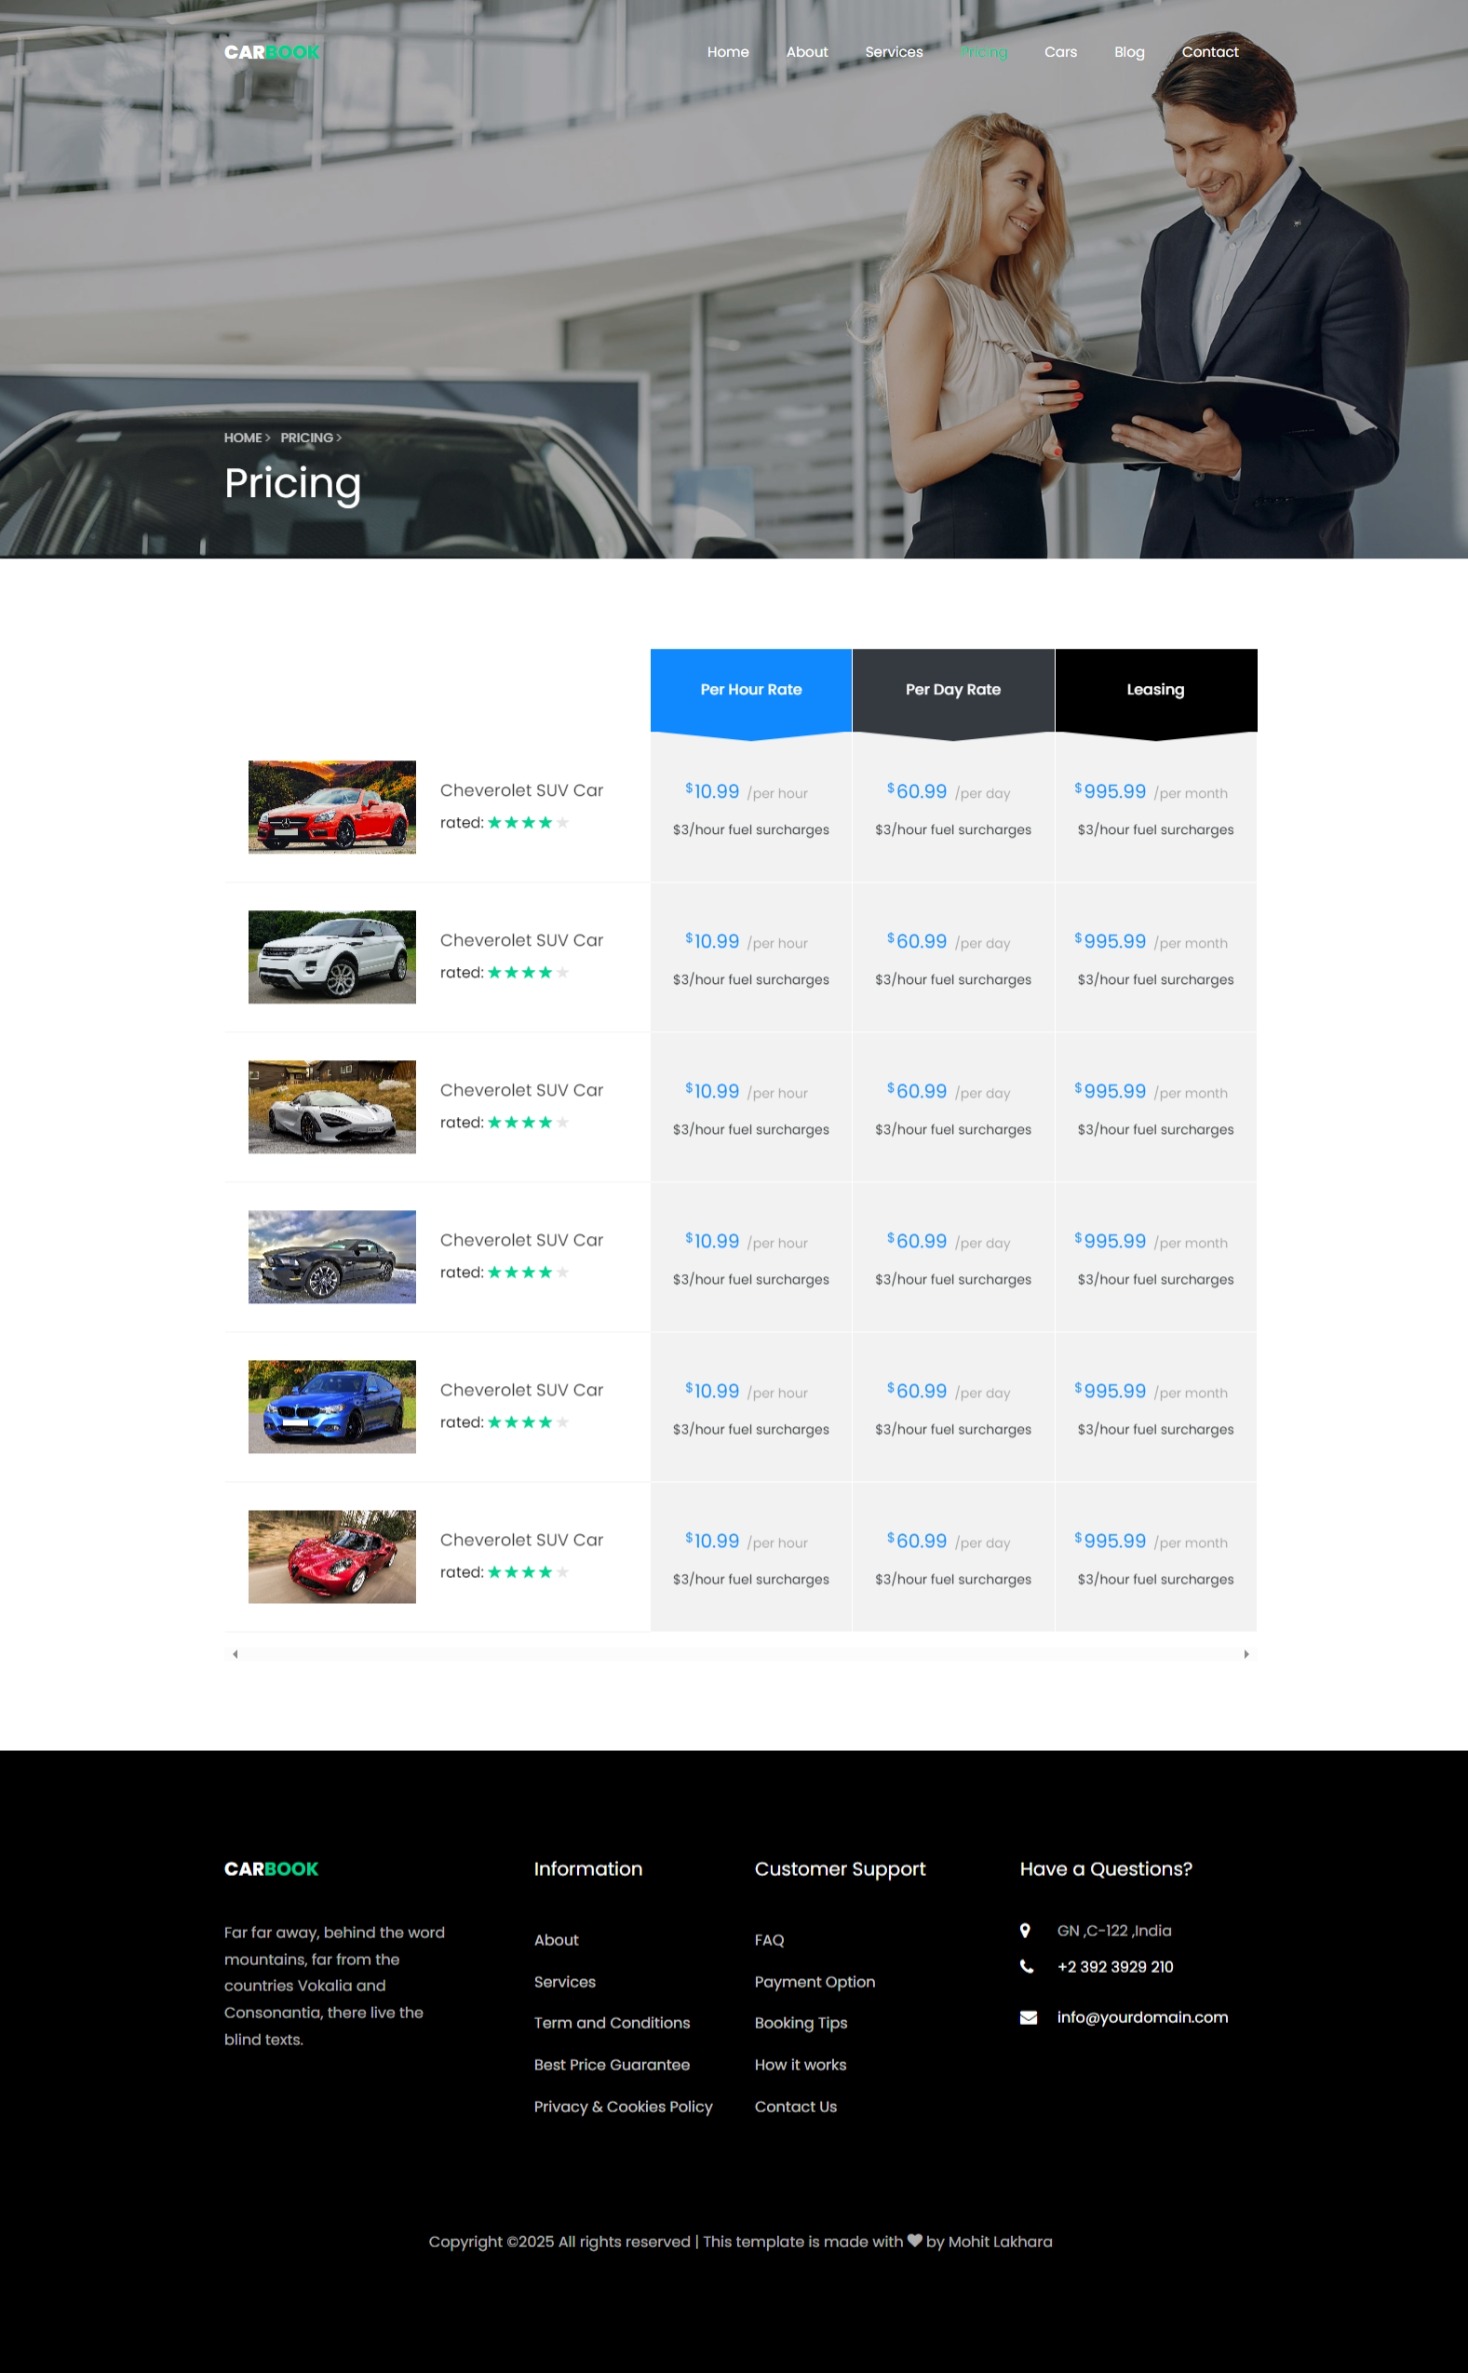 CARBOOK
Home About Services Pricing Cars Blog Contact
HOME > PRICING >
Pricing
Per Hour Rate Per Day Rate Leasing
Cheverolet SUV Car
rated:
$10.99 /per hour $60.99 /per day $995.99 /per month
$3/hour fuel surcharges $3/hour fuel surcharges $3/hour fuel surcharges
Cheverolet SUV Car
rated:
$10.99 /per hour $60.99 /per day $995.99 /per month
$3/hour fuel surcharges $3/hour fuel surcharges $3/hour fuel surcharges
Cheverolet SUV Car
rated:
$10.99 /per hour $60.99 /per day $995.99 /per month
$3/hour fuel surcharges $3/hour fuel surcharges $3/hour fuel surcharges
Cheverolet SUV Car
rated:
$10.99 /per hour $60.99 /per day $995.99 /per month
$3/hour fuel surcharges $3/hour fuel surcharges $3/hour fuel surcharges
Cheverolet SUV Car
rated:
$10.99 /per hour $60.99 /per day $995.99 /per month
$3/hour fuel surcharges $3/hour fuel surcharges $3/hour fuel surcharges
Cheverolet SUV Car
rated:
$10.99 /per hour $60.99 /per day $995.99 /per month
$3/hour fuel surcharges $3/hour fuel surcharges $3/hour fuel surcharges
CARBOOK
Far far away, behind the word
mountains, far from the
countries Vokalia and
Consonantia, there live the
blind texts.
Information
About
Services
Term and Conditions
Best Price Guarantee
Privacy & Cookies Policy
Customer Support
FAQ
Payment Option
Booking Tips
How it works
Contact Us
Have a Questions?
GN ,C-122 ,India
+2 392 3929 210
info@yourdomain.com
Copyright ©2025 All rights reserved | This template is made with ♥ by Mohit Lakhara